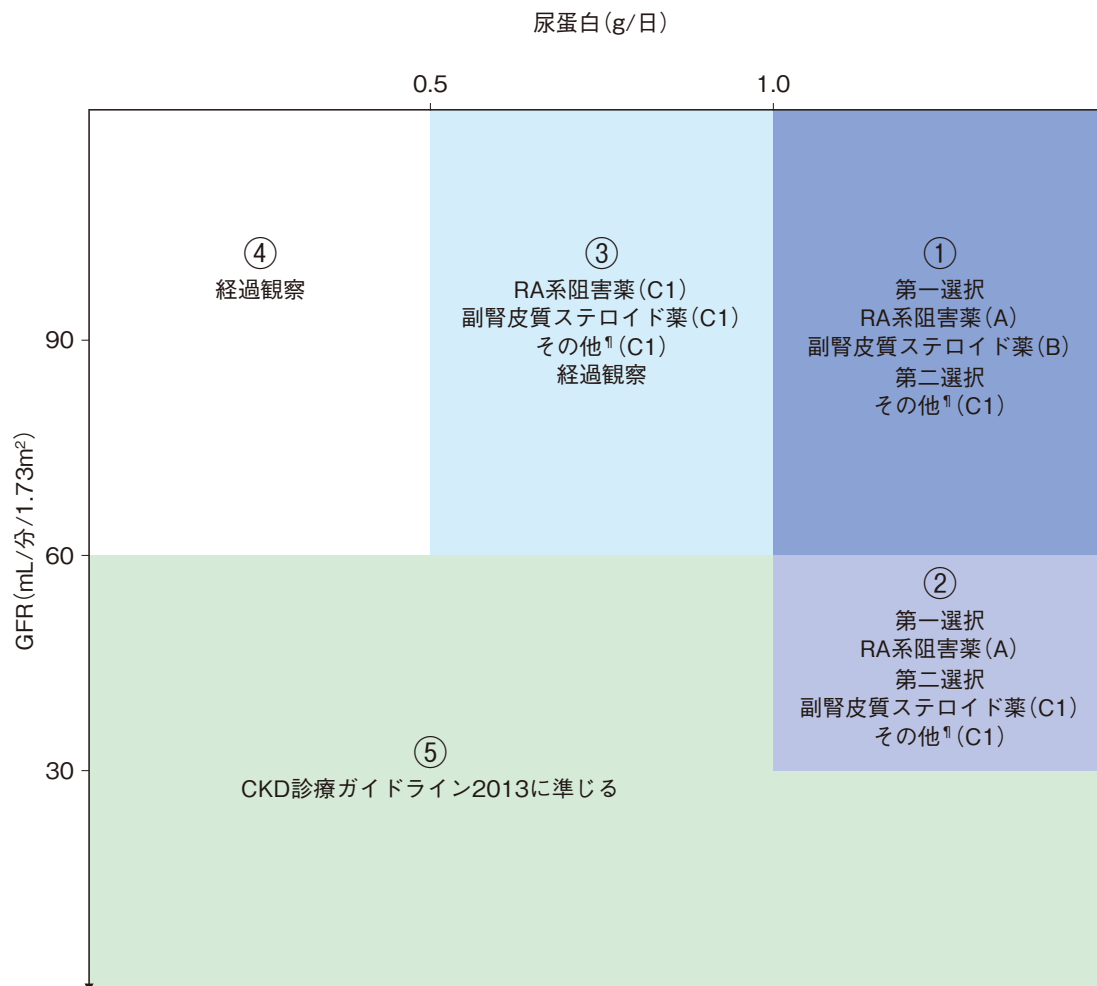 尿蛋白(g/日)
0.5
1.0
④
経過観察
③
RA系阻害薬(C1)
副腎皮質ステロイド薬(C1)
その他¶(C1)
経過観察
①
第一選択
RA系阻害薬(A)
副腎皮質ステロイド薬(B)
第二選択
その他¶(C1)
90
GFR(mL/分/1.73m²)
60
②
第一選択
RA系阻害薬(A)
第二選択
副腎皮質ステロイド薬(C1)
その他¶(C1)
30
⑤
CKD診療ガイドライン2013に準じる